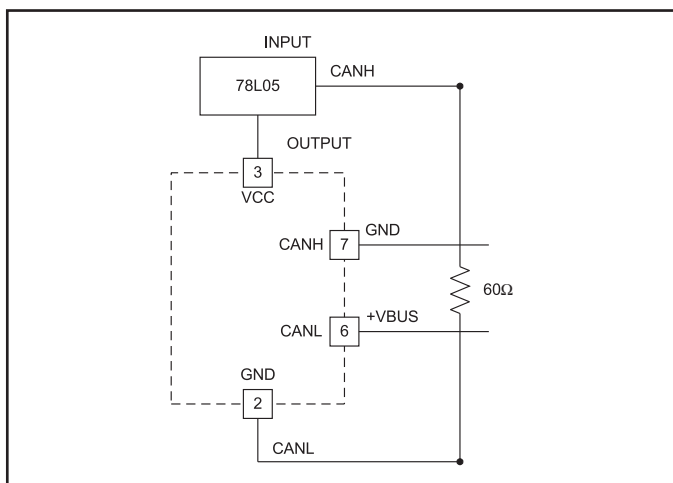 INPUT
78L05
CANH
OUTPUT
3
VCC
CANH
7
GND
60Ω
CANL
6
+VBUS
GND
2
CANL